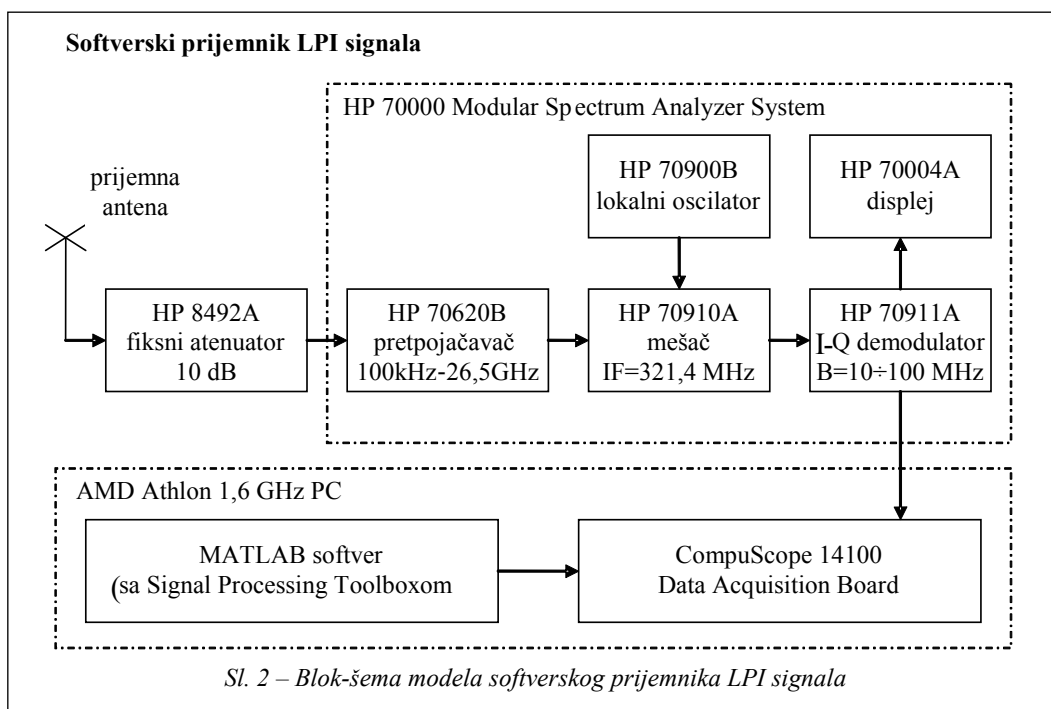 Softverski prijemnik LPI signala
HP 70000 Modular Spectrum Analyzer System
HP 70900B
lokalni oscilator
HP 70004A
displej
prijemna
antena
HP 8492A
fiksni atenuator
10 dB
HP 70620B
pretpojačavač
100kHz-26,5GHz
HP 70910A
mešač
IF=321,4 MHz
HP 70911A
I-Q demodulator
B=10÷100 MHz
AMD Athlon 1,6 GHz PC
MATLAB softver
(sa Signal Processing Toolboxom
CompuScope 14100
Data Acquisition Board
Sl. 2 – Blok-šema modela softverskog prijemnika LPI signala